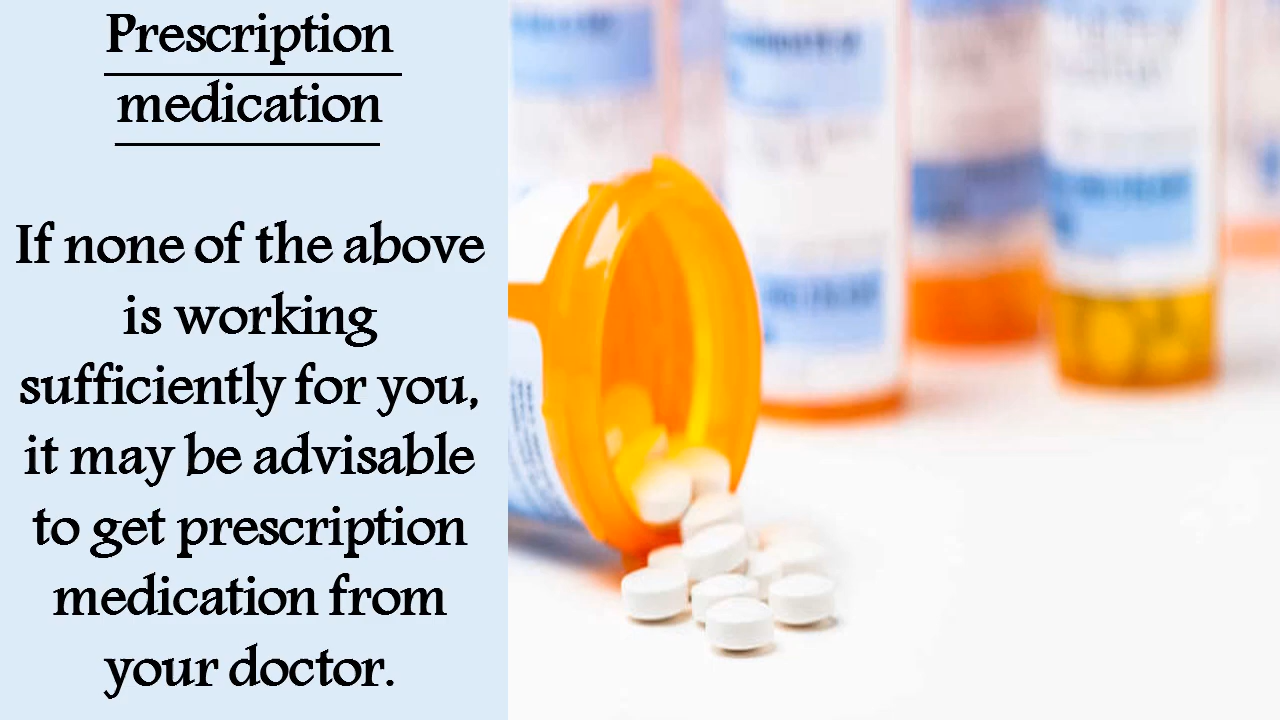 Prescription
medication
If none of the above
is working
sufficiently for you,
it may be advisable
to get prescription
medication from
your doctor.